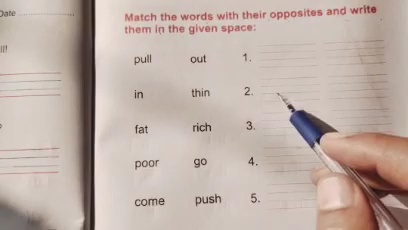 Date
Match the words with their opposites and write
them in the given space:
pull out 1.
in thin 2.
fat rich 3.
poor go 4.
come push 5.